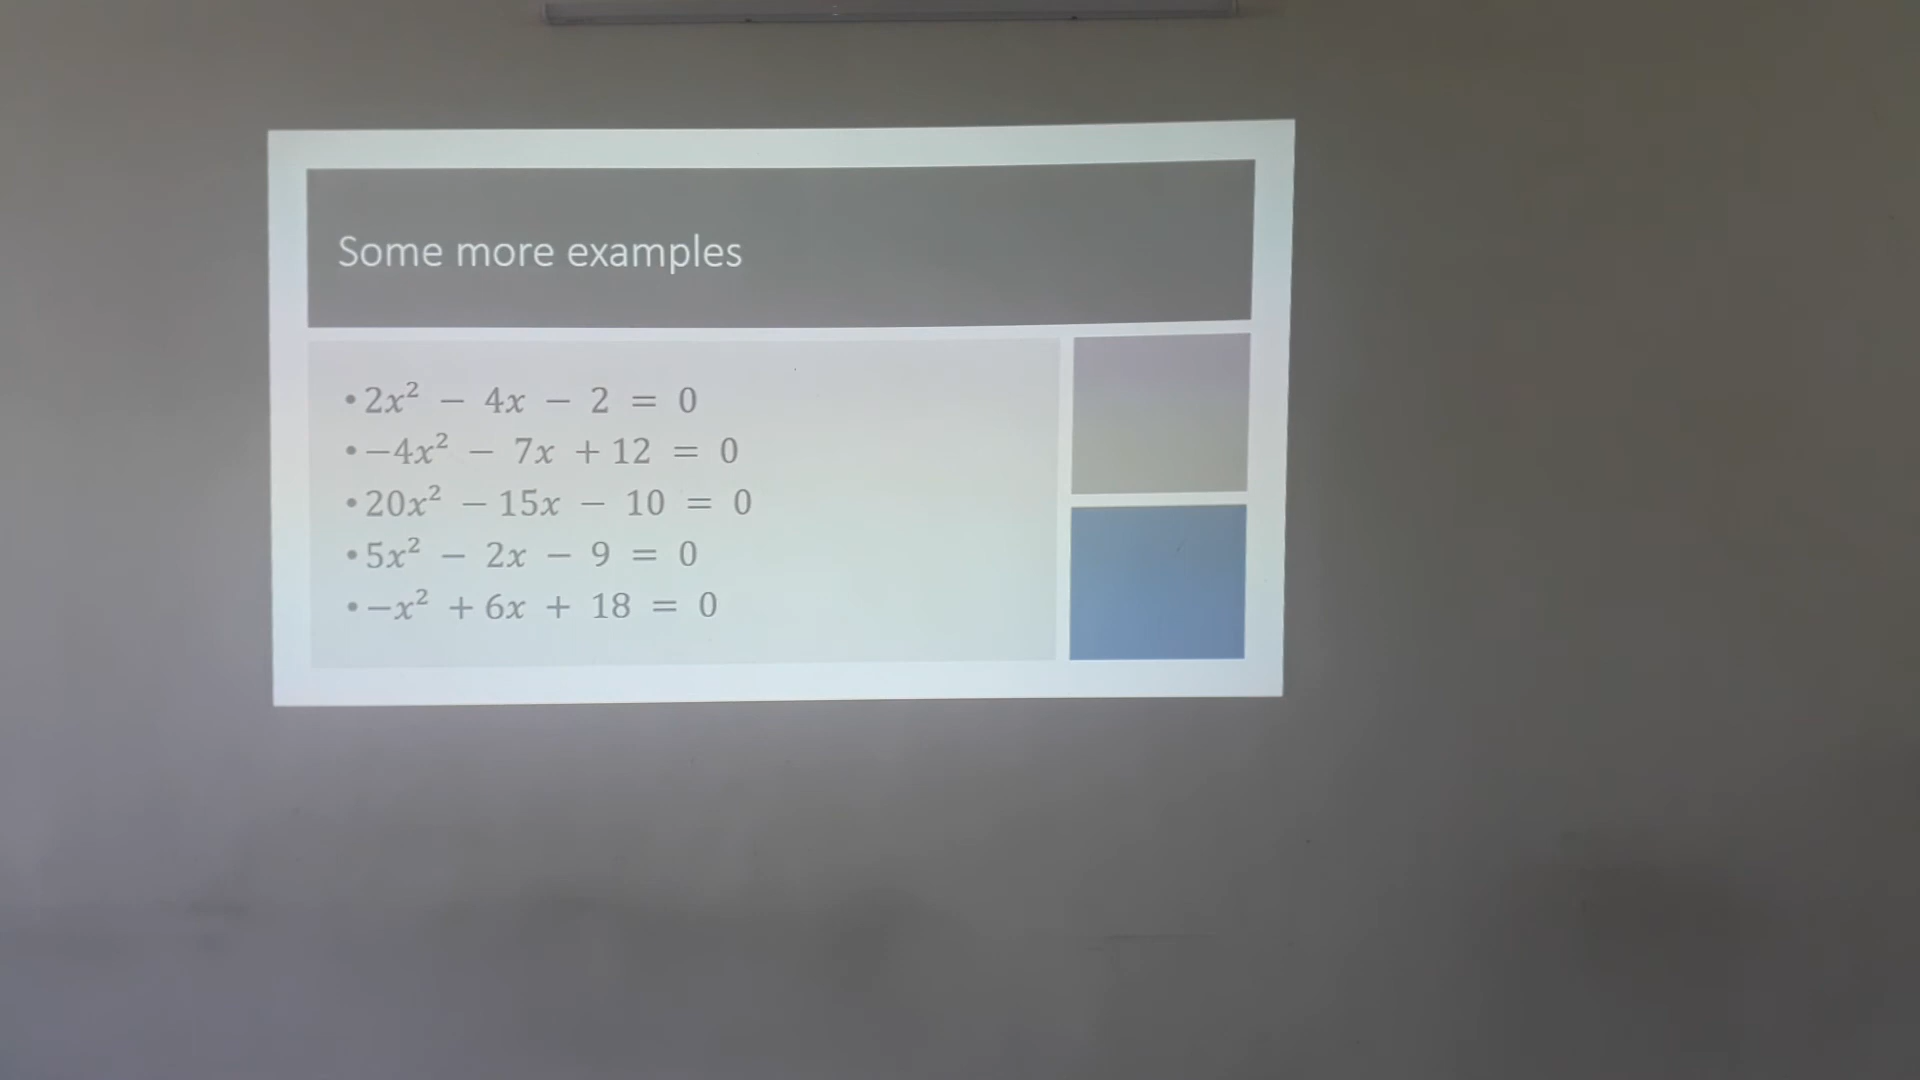 Some more examples
•2x² − 4x − 2 = 0
•−4x² − 7x + 12 = 0
•20x² − 15x − 10 = 0
•5x² − 2x − 9 = 0
•−x² + 6x + 18 = 0